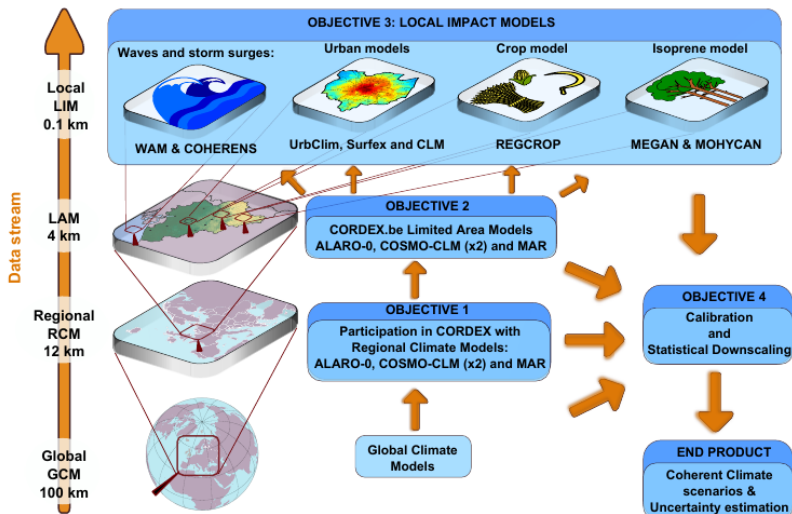 OBJECTIVE 3: LOCAL IMPACT MODELS
Waves and storm surges:
Urban models
Crop model
Isoprene model
WAM & COHERENS
UrbClim, Surfex and CLM
REGCROP
MEGAN & MOHYCAN
Data stream
Local
LIM
0.1 km
LAM
4 km
Regional
RCM
12 km
Global
GCM
100 km
OBJECTIVE 2
CORDEX.be Limited Area Models
ALARO-0, COSMO-CLM (x2) and MAR
OBJECTIVE 1
Participation in CORDEX with
Regional Climate Models:
ALARO-0, COSMO-CLM (x2) and MAR
Global Climate
Models
OBJECTIVE 4
Calibration
and
Statistical Downscaling
END PRODUCT
Coherent Climate
scenarios &
Uncertainty estimation